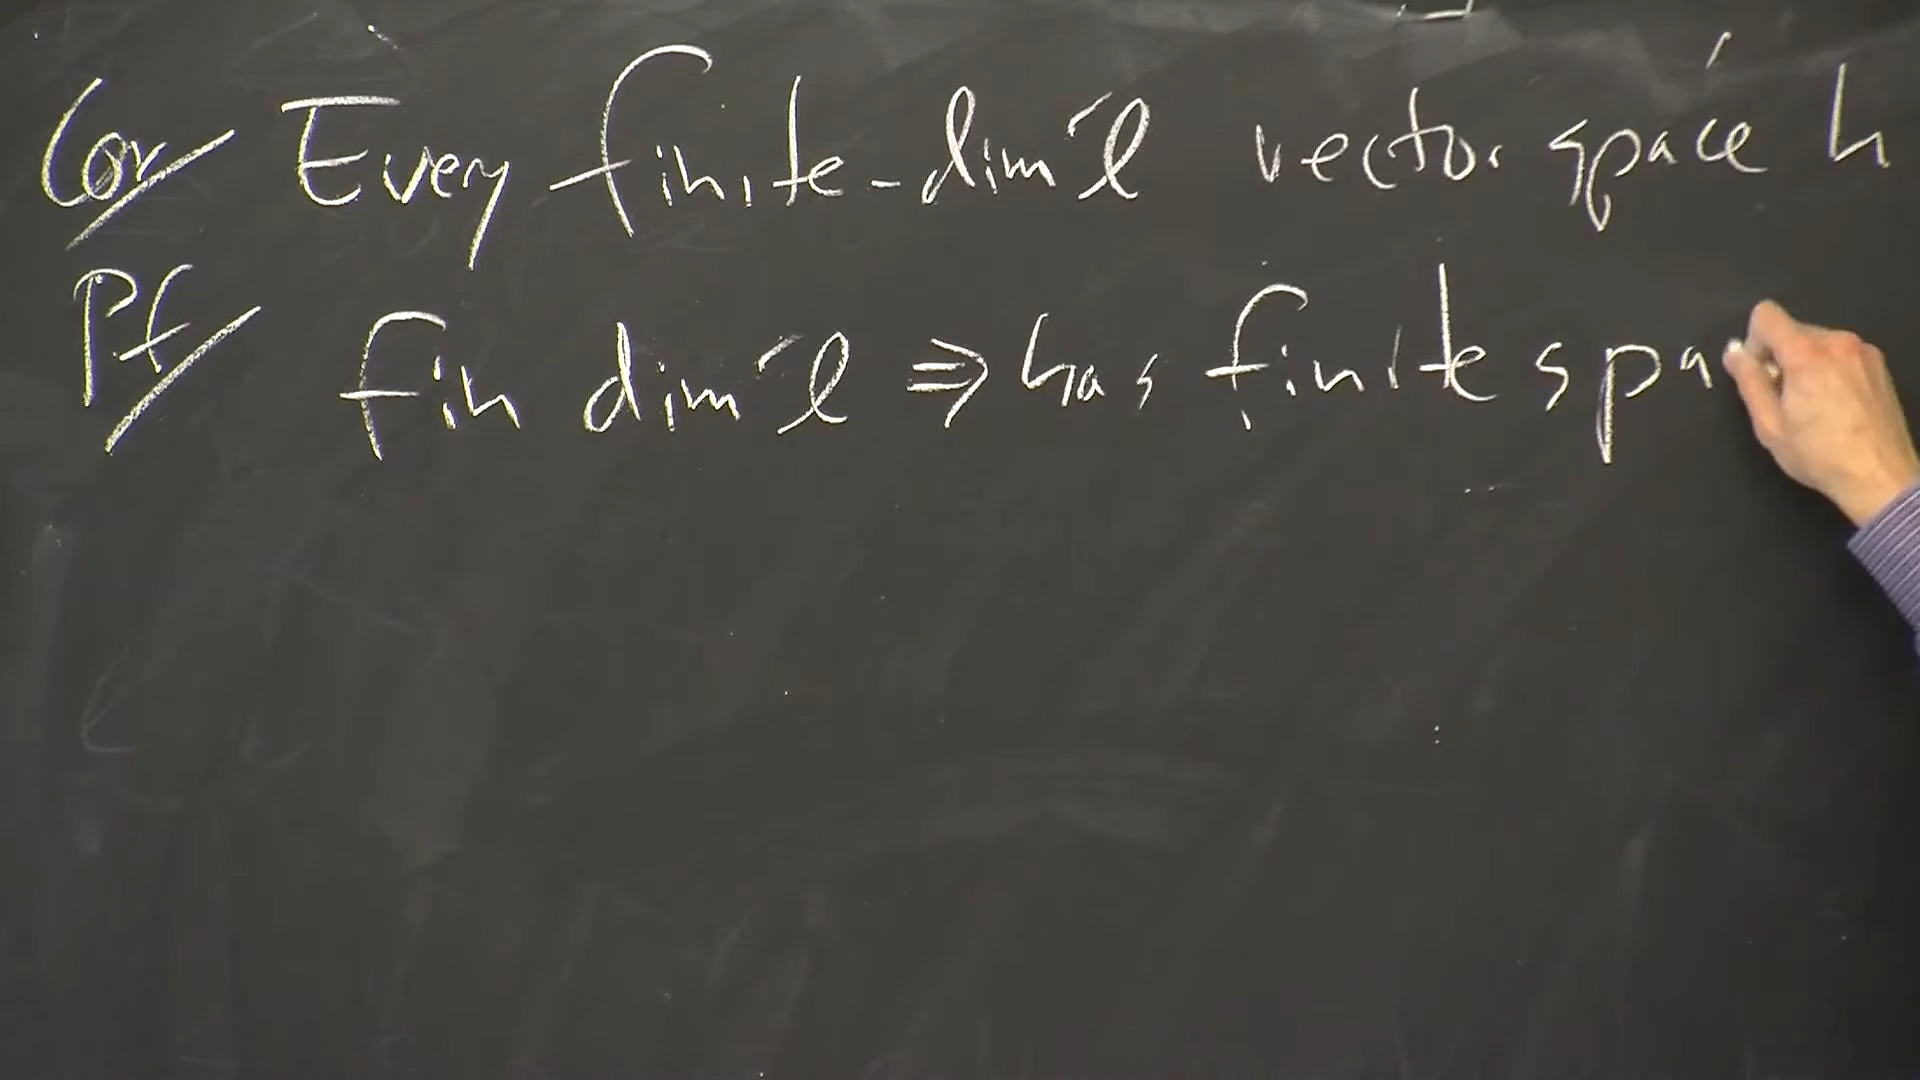 Cor Every finite-dim'l vector space h
Pf fin dim'l ⇒ has finite spa